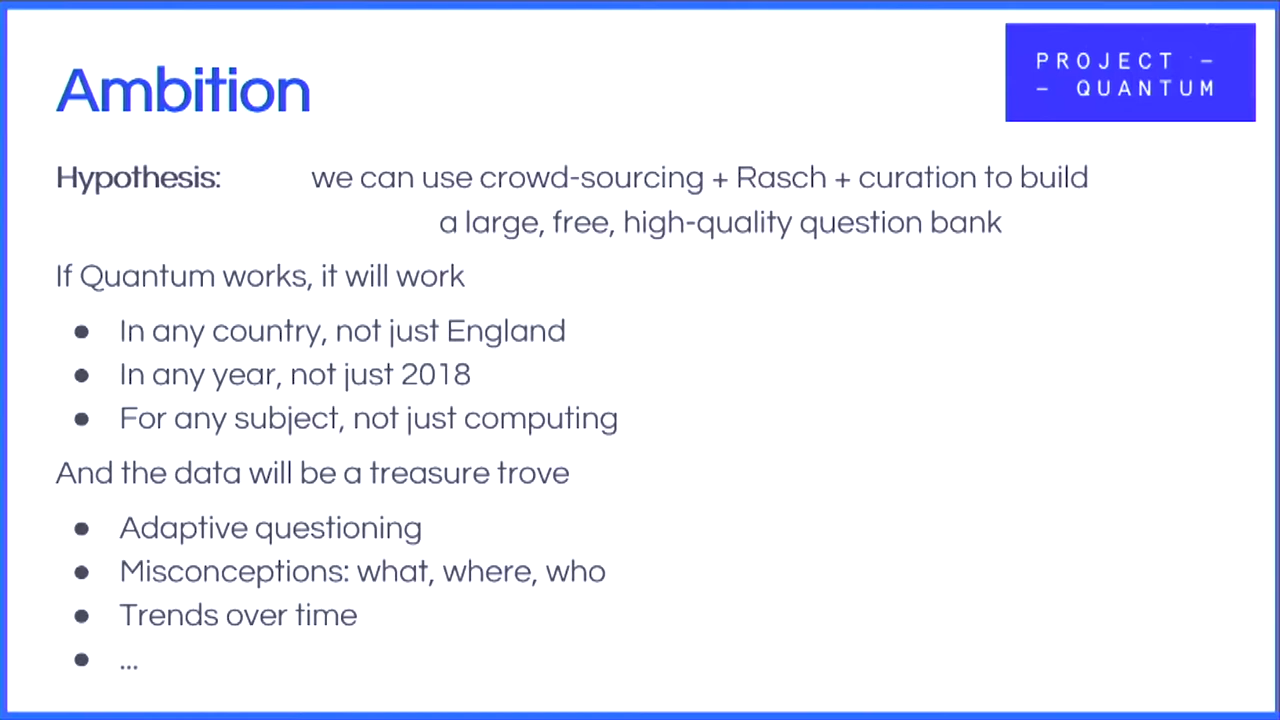 PROJECT –
– QUANTUM
Ambition
Hypothesis: we can use crowd-sourcing + Rasch + curation to build
a large, free, high-quality question bank
If Quantum works, it will work
● In any country, not just England
● In any year, not just 2018
● For any subject, not just computing
And the data will be a treasure trove
● Adaptive questioning
● Misconceptions: what, where, who
● Trends over time
● ...